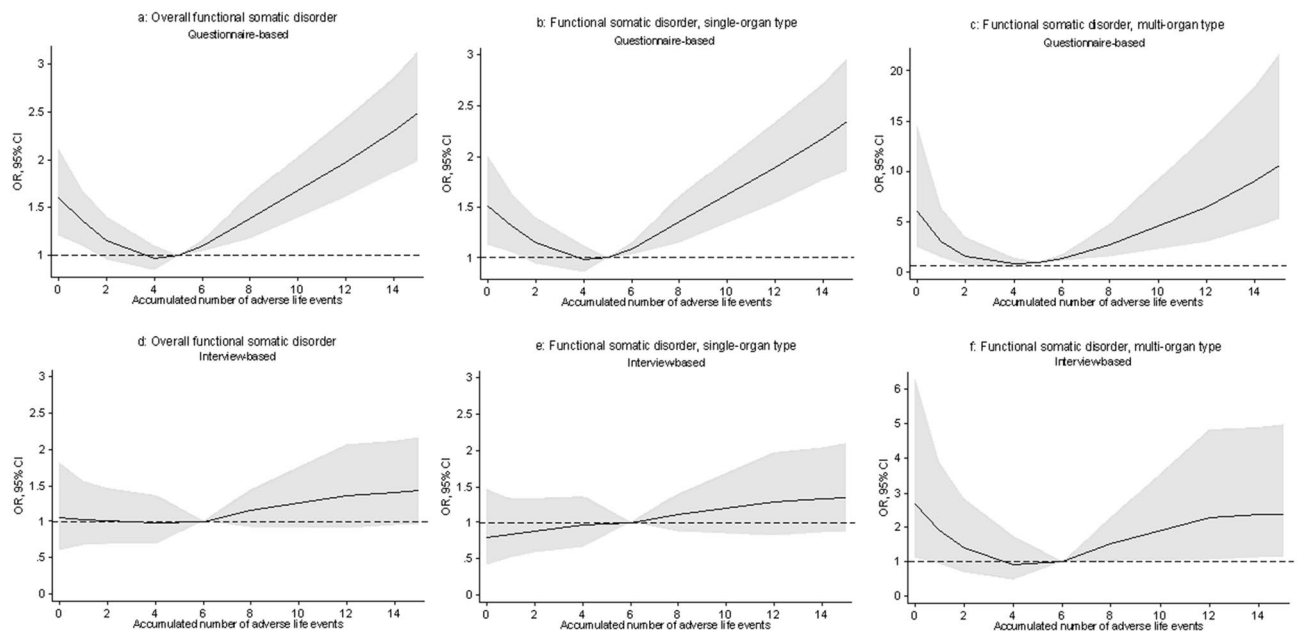 a: Overall functional somatic disorder
Questionnaire-based
3
2.5
2
1.5
1
OR, 95% CI
0 2 4 6 8 10 12 14
Accumulated number of adverse life events
b: Functional somatic disorder, single-organ type
Questionnaire-based
3
2.5
2
1.5
1
OR, 95% CI
0 2 4 6 8 10 12 14
Accumulated number of adverse life events
c: Functional somatic disorder, multi-organ type
Questionnaire-based
20
15
10
5
0
OR, 95% CI
0 2 4 6 8 10 12 14
Accumulated number of adverse life events
d: Overall functional somatic disorder
Interview-based
3
2.5
2
1.5
1
.5
0
OR, 95% CI
0 2 4 6 8 10 12 14
Accumulated number of adverse life events
e: Functional somatic disorder, single-organ type
Interview-based
3
2.5
2
1.5
1
.5
0
OR, 95% CI
0 2 4 6 8 10 12 14
Accumulated number of adverse life events
f: Functional somatic disorder, multi-organ type
Interview-based
6
5
4
3
2
1
0
OR, 95% CI
0 2 4 6 8 10 12 14
Accumulated number of adverse life events